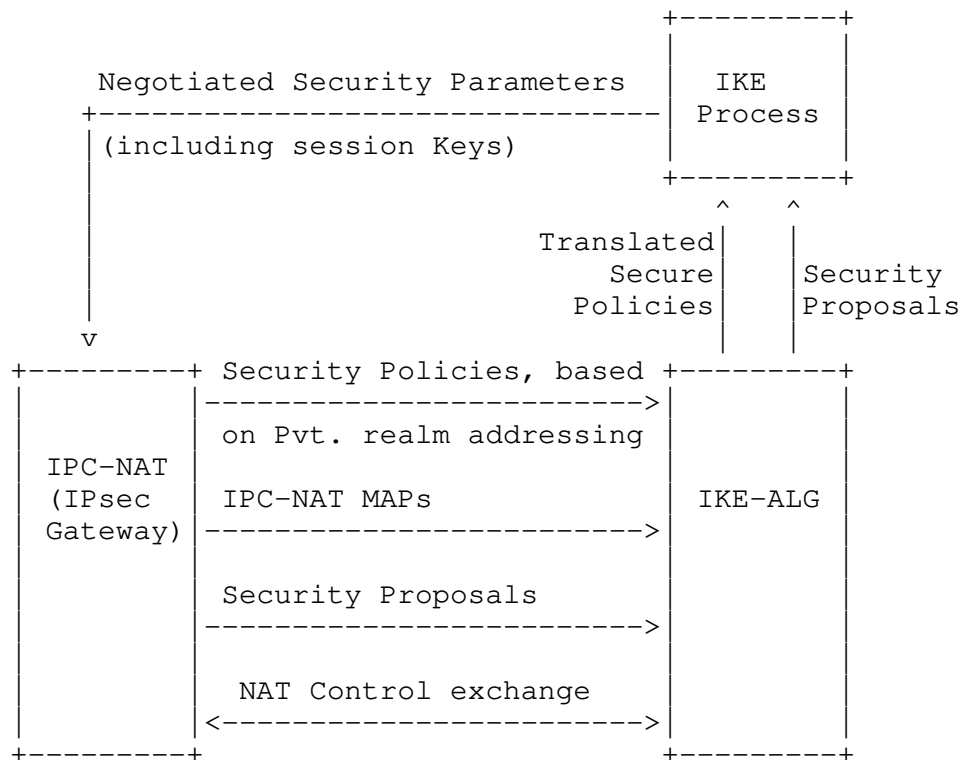 Negotiated Security Parameters
IKE
Process
(including session Keys)
Translated
Secure
Policies
Security
Proposals
Security Policies, based
on Pvt. realm addressing
IPC-NAT
(IPsec
Gateway)
IPC-NAT MAPs
IKE-ALG
Security Proposals
NAT Control exchange